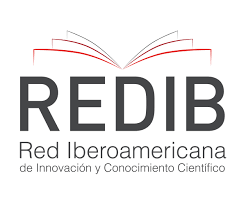 REDIB
Red Iberoamericana
de Innovación y Conocimiento Científico